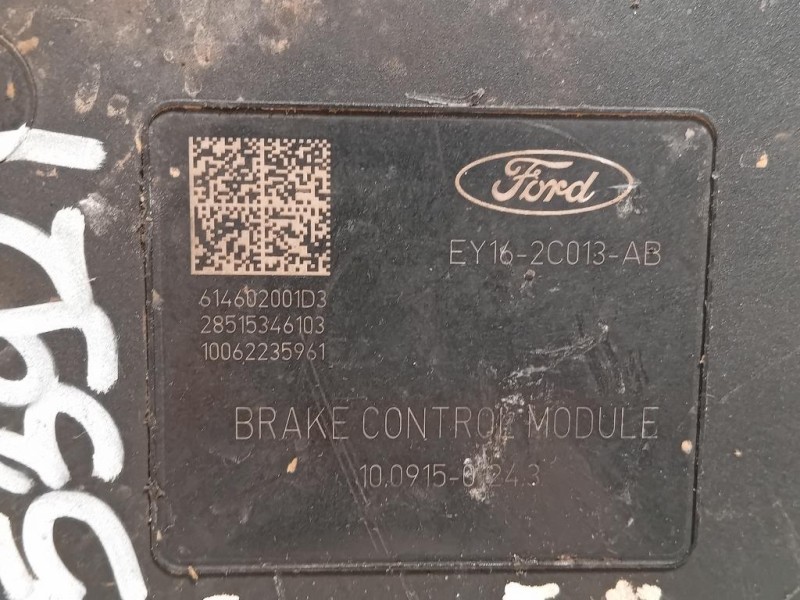 Ford
EY16-2C013-AB
614602001D3
28515346103
10062235961
BRAKE CONTROL MODULE